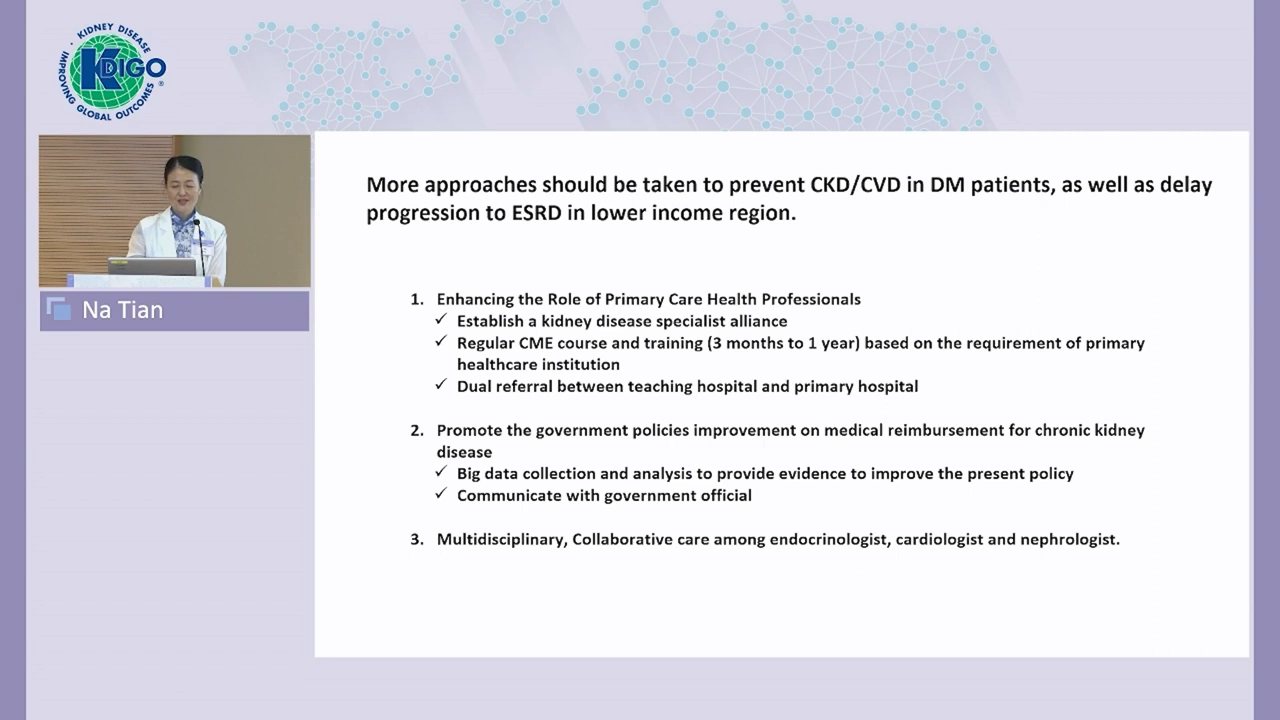 KIDNEY DISEASE
IMPROVING GLOBAL OUTCOMES
KDIGO
®
Na Tian
More approaches should be taken to prevent CKD/CVD in DM patients, as well as delay
progression to ESRD in lower income region.
1. Enhancing the Role of Primary Care Health Professionals
✓ Establish a kidney disease specialist alliance
✓ Regular CME course and training (3 months to 1 year) based on the requirement of primary
healthcare institution
✓ Dual referral between teaching hospital and primary hospital
2. Promote the government policies improvement on medical reimbursement for chronic kidney
disease
✓ Big data collection and analysis to provide evidence to improve the present policy
✓ Communicate with government official
3. Multidisciplinary, Collaborative care among endocrinologist, cardiologist and nephrologist.